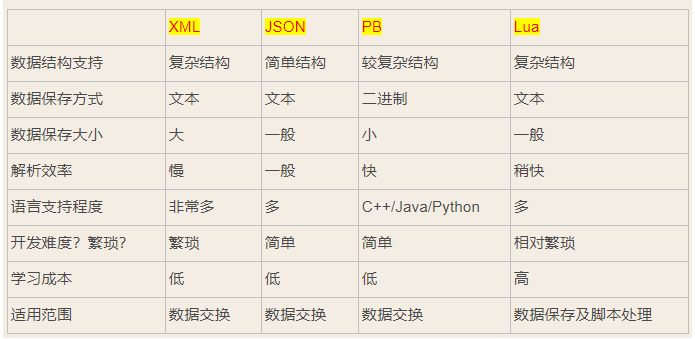 XML JSON PB Lua
数据结构支持 复杂结构 简单结构 较复杂结构 复杂结构
数据保存方式 文本 文本 二进制 文本
数据保存大小 大 一般 小 一般
解析效率 慢 一般 快 稍快
语言支持程度 非常多 多 C++/Java/Python 多
开发难度？繁琐？ 繁琐 简单 简单 相对繁琐
学习成本 低 低 低 高
适用范围 数据交换 数据交换 数据交换 数据保存及脚本处理